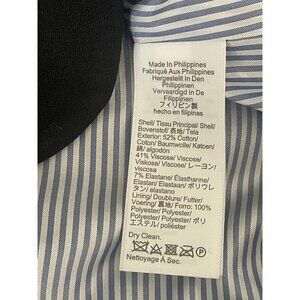 Made In Philippines
Fabriqué Aux Philippines
Hergestellt In Den Philippinen
Vervaardigd In De
Filippijnen
フィリピン製
hecho en filipinas
Shell/ Tissu Principal/ Shell/
Bovenstof/ 表地/ Tela
Exterior: 52% Cotton/
Coton/ Baumwolle/ Katoen/
綿/ algodón
41% Viscose/ Viscose/
Viskose/ Viscose/ レーヨン/
viscosa
7% Elastane/ Élasthanne/
Elastan/ Elastaan/ ポリウレ
タン/ elastano
Lining/ Doublure/ Futter/
Voering/ 裏地/ Forro: 100%
Polyester/ Polyester/
Polyester/ Polyester/ ポリ
エステル/ poliéster
Dry Clean.
P
Nettoyage À Sec.